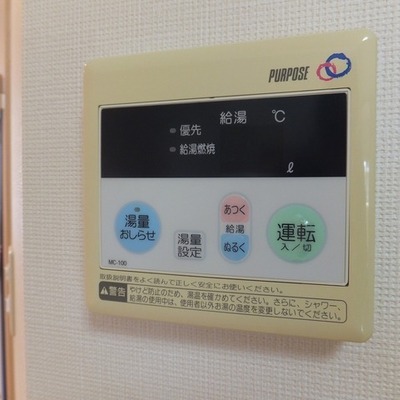 PURPOSE
給湯 ℃
優先
給湯燃焼
ℓ
湯量
おしらせ
湯量
設定
あつく
給湯
ぬるく
運転
入/切
MC-100
取扱説明書をよく読んで正しく安全にお使いください。
警告 やけど防止のため、湯温を確かめてください。さらに、シャワー、
給湯の使用中は、使用者以外お湯の温度を変更しないでください。